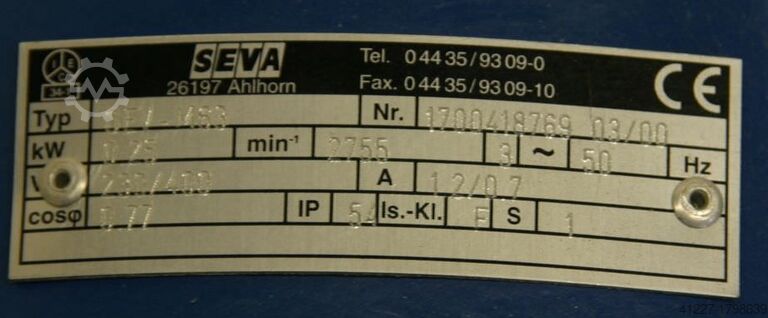 SEVA
26197 Ahlhorn
Tel. 0 44 35/93 09-0
Fax. 0 44 35/93 09-10
CE
Typ Nr. 1700418769 03/00
kW 0.25 min-¹ 2755 3 ~ 50 Hz
230/400 A 1.2/0.7
cosφ 0.77 IP 54 Is.-Kl. F S 1
41227-1798639